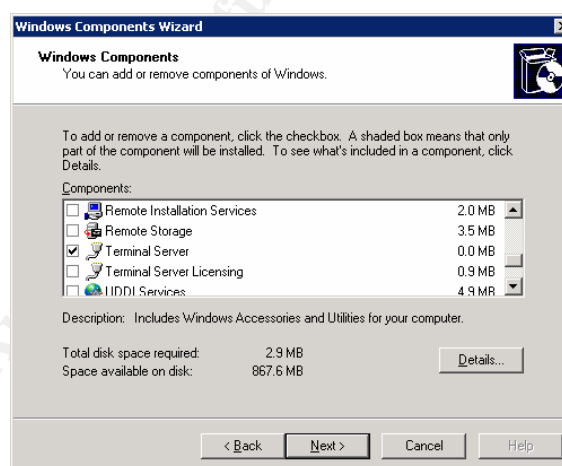 Windows Components Wizard
Windows Components
You can add or remove components of Windows.
To add or remove a component, click the checkbox. A shaded box means that only
part of the component will be installed. To see what's included in a component, click
Details.
Components:
Remote Installation Services 2.0 MB
Remote Storage 3.5 MB
Terminal Server 0.0 MB
Terminal Server Licensing 0.9 MB
UDDI Services 4.9 MB
Description: Includes Windows Accessories and Utilities for your computer.
Total disk space required: 2.9 MB
Space available on disk: 867.6 MB
Details...
< Back Next > Cancel Help